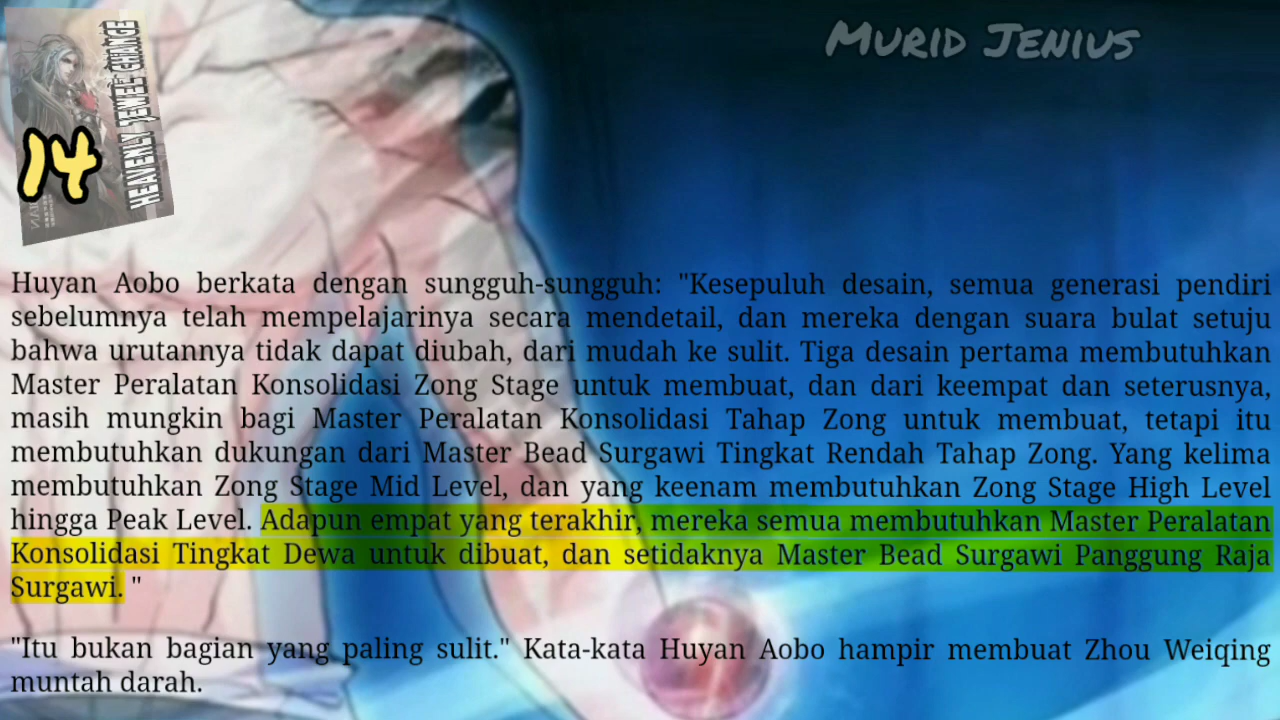 Murid Jenius
HEAVENLY JEWEL CHANGE
14
Huyan Aobo berkata dengan sungguh-sungguh: "Kesepuluh desain, semua generasi pendiri
sebelumnya telah mempelajarinya secara mendetail, dan mereka dengan suara bulat setuju
bahwa urutannya tidak dapat diubah, dari mudah ke sulit. Tiga desain pertama membutuhkan
Master Peralatan Konsolidasi Zong Stage untuk membuat, dan dari keempat dan seterusnya,
masih mungkin bagi Master Peralatan Konsolidasi Tahap Zong untuk membuat, tetapi itu
membutuhkan dukungan dari Master Bead Surgawi Tingkat Rendah Tahap Zong. Yang kelima
membutuhkan Zong Stage Mid Level, dan yang keenam membutuhkan Zong Stage High Level
hingga Peak Level. Adapun empat yang terakhir, mereka semua membutuhkan Master Peralatan
Konsolidasi Tingkat Dewa untuk dibuat, dan setidaknya Master Bead Surgawi Panggung Raja
Surgawi. "
"Itu bukan bagian yang paling sulit." Kata-kata Huyan Aobo hampir membuat Zhou Weiqing
muntah darah.